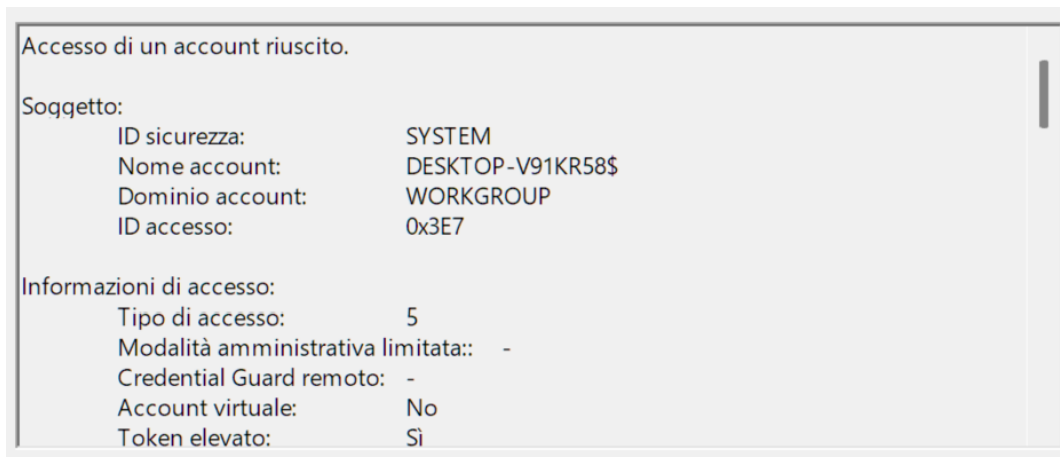 Accesso di un account riuscito.
Soggetto:
ID sicurezza: SYSTEM
Nome account: DESKTOP-V91KR58$
Dominio account: WORKGROUP
ID accesso: 0x3E7
Informazioni di accesso:
Tipo di accesso: 5
Modalità amministrativa limitata:: -
Credential Guard remoto: -
Account virtuale: No
Token elevato: Sì